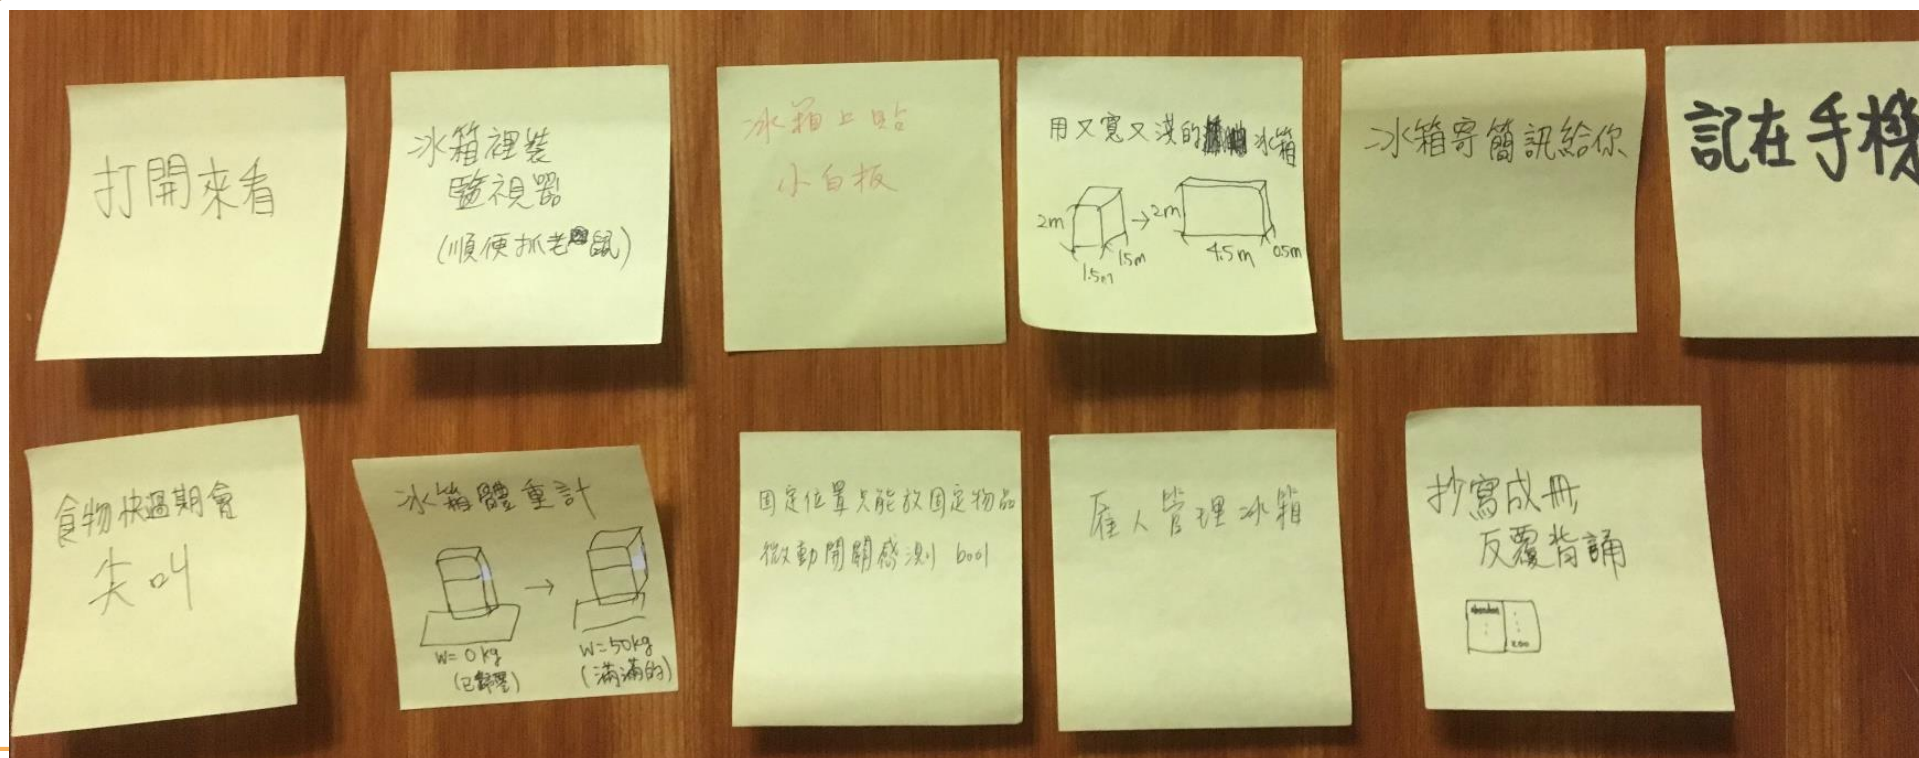 打開來看
冰箱裡裝
監視器
(順便抓老鼠)
冰箱上貼
小白板
用又寬又淺的冰箱
2m
1.5m
1.5m
2m
4.5m
0.5m
冰箱寄簡訊給你
記在手機
食物快過期會
尖叫
冰箱體重計
W=0kg
(已歸零)
W=50kg
(滿滿的)
固定位置只能放固定物品
微動開關感測 bool
雇人管理冰箱
抄寫成冊
反覆背誦